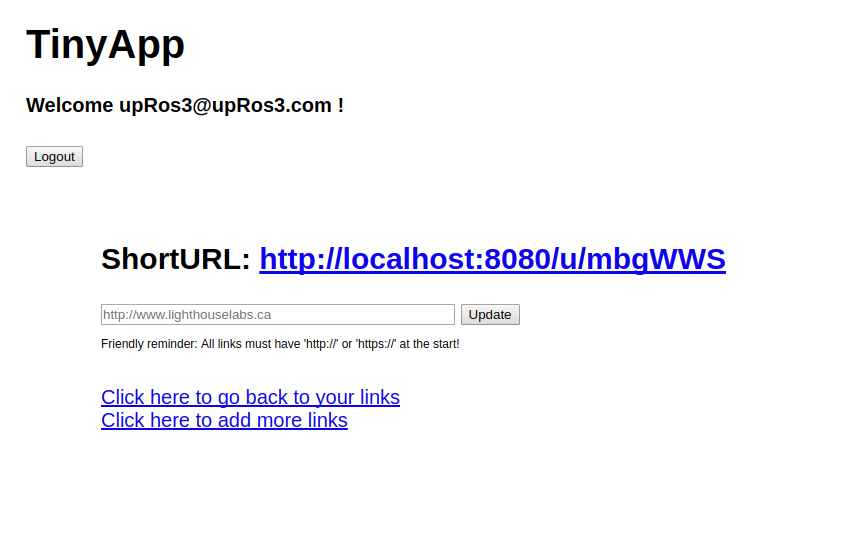 TinyApp
Welcome upRos3@upRos3.com !
Logout
ShortURL: http://localhost:8080/u/mbgWWS
http://www.lighthouselabs.ca Update
Friendly reminder: All links must have 'http://' or 'https://' at the start!
Click here to go back to your links
Click here to add more links